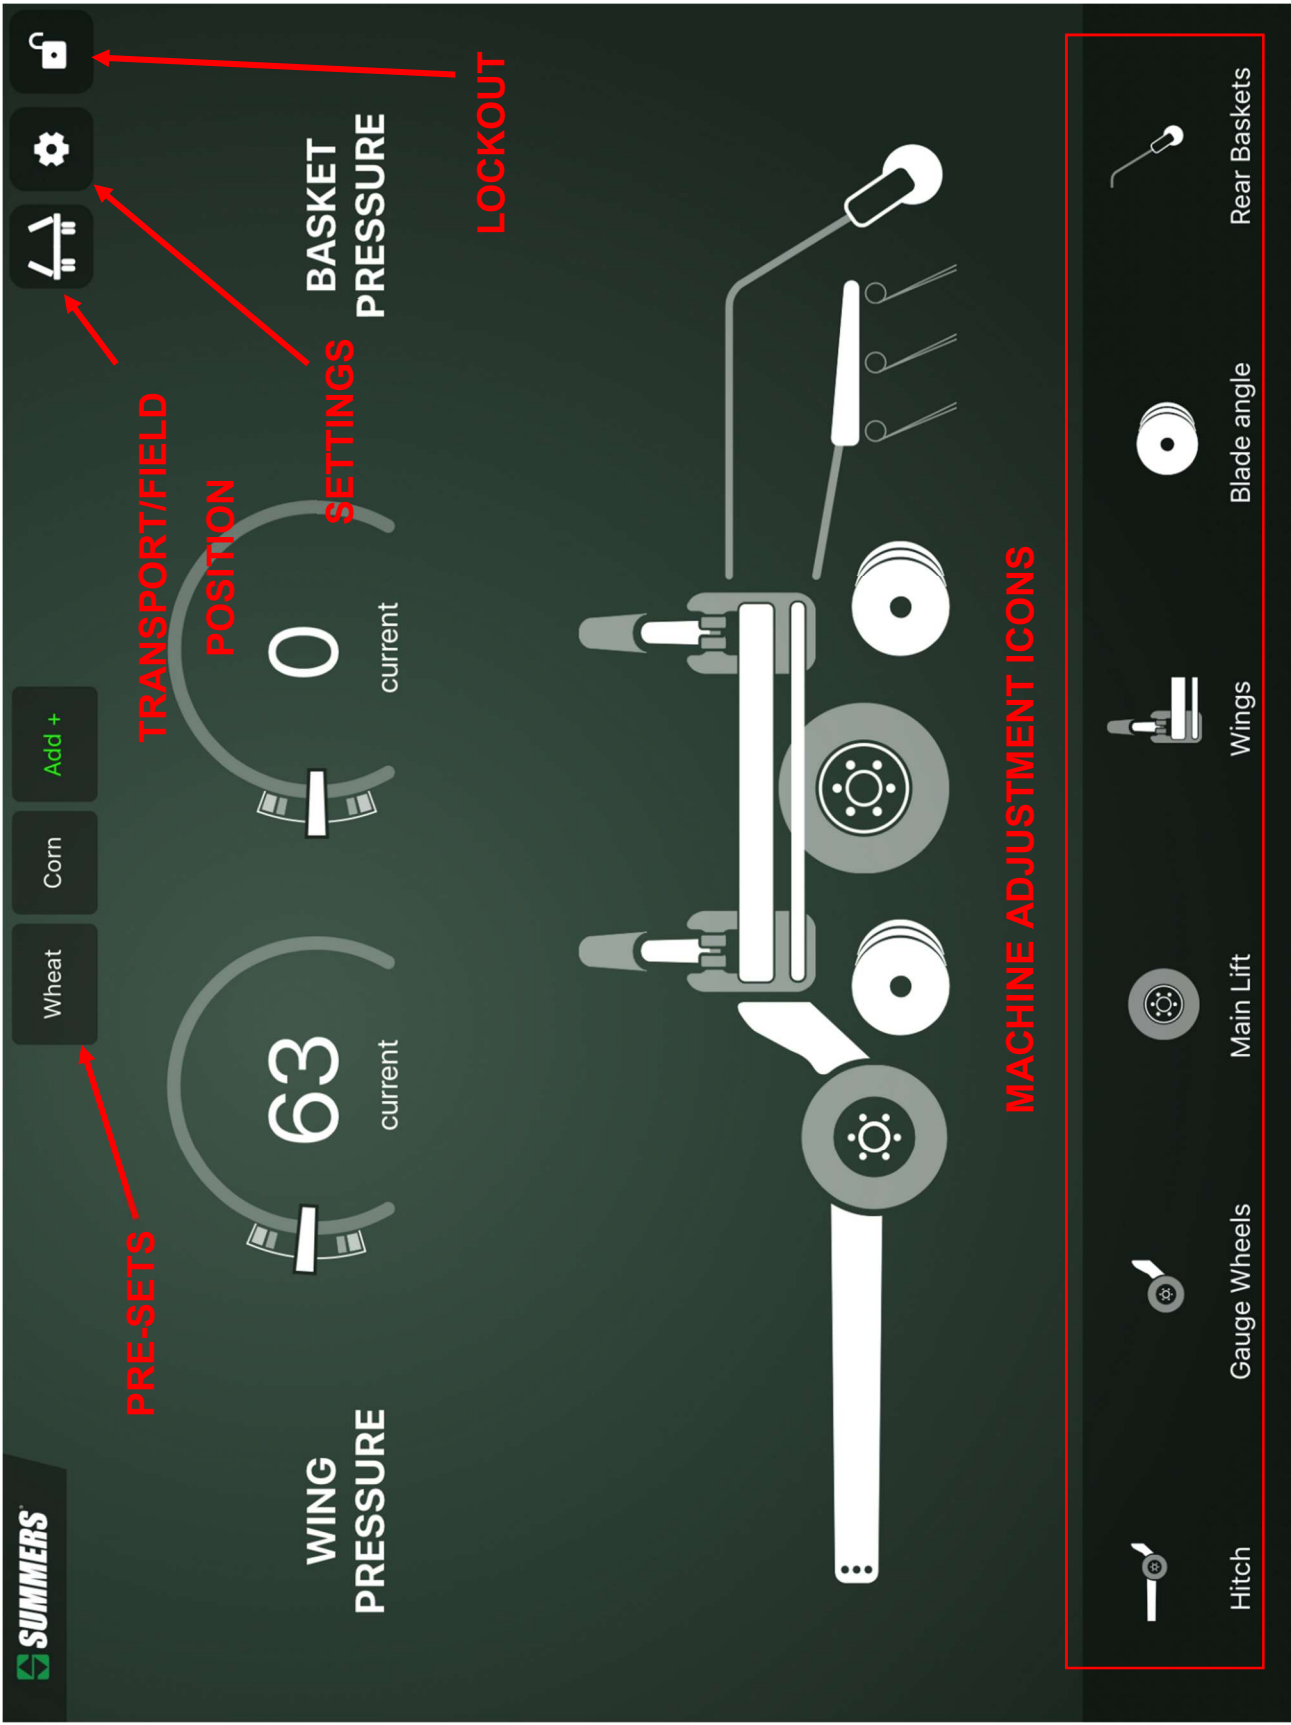 SUMMERS
Wheat
Corn
Add +
PRE-SETS
TRANSPORT/FIELD
POSITION
SETTINGS
LOCKOUT
WING
PRESSURE
63
current
0
current
BASKET
PRESSURE
MACHINE ADJUSTMENT ICONS
Hitch
Gauge Wheels
Main Lift
Wings
Blade angle
Rear Baskets